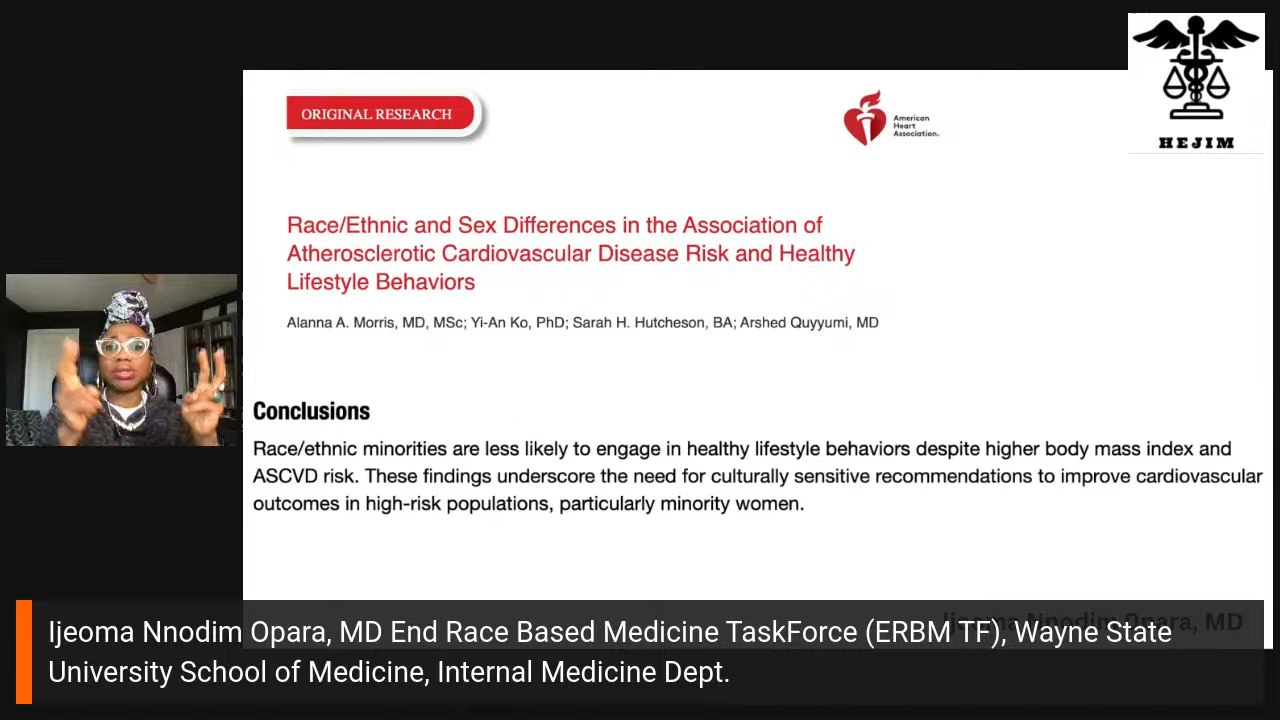 HEJIM
ORIGINAL RESEARCH
American
Heart
Association®
Race/Ethnic and Sex Differences in the Association of
Atherosclerotic Cardiovascular Disease Risk and Healthy
Lifestyle Behaviors
Alanna A. Morris, MD, MSc; Yi-An Ko, PhD; Sarah H. Hutcheson, BA; Arshed Quyyumi, MD
Conclusions
Race/ethnic minorities are less likely to engage in healthy lifestyle behaviors despite higher body mass index and
ASCVD risk. These findings underscore the need for culturally sensitive recommendations to improve cardiovascular
outcomes in high-risk populations, particularly minority women.
Ijeoma Nnodim Opara, MD
Ijeoma Nnodim Opara, MD End Race Based Medicine TaskForce (ERBM TF), Wayne State
University School of Medicine, Internal Medicine Dept.